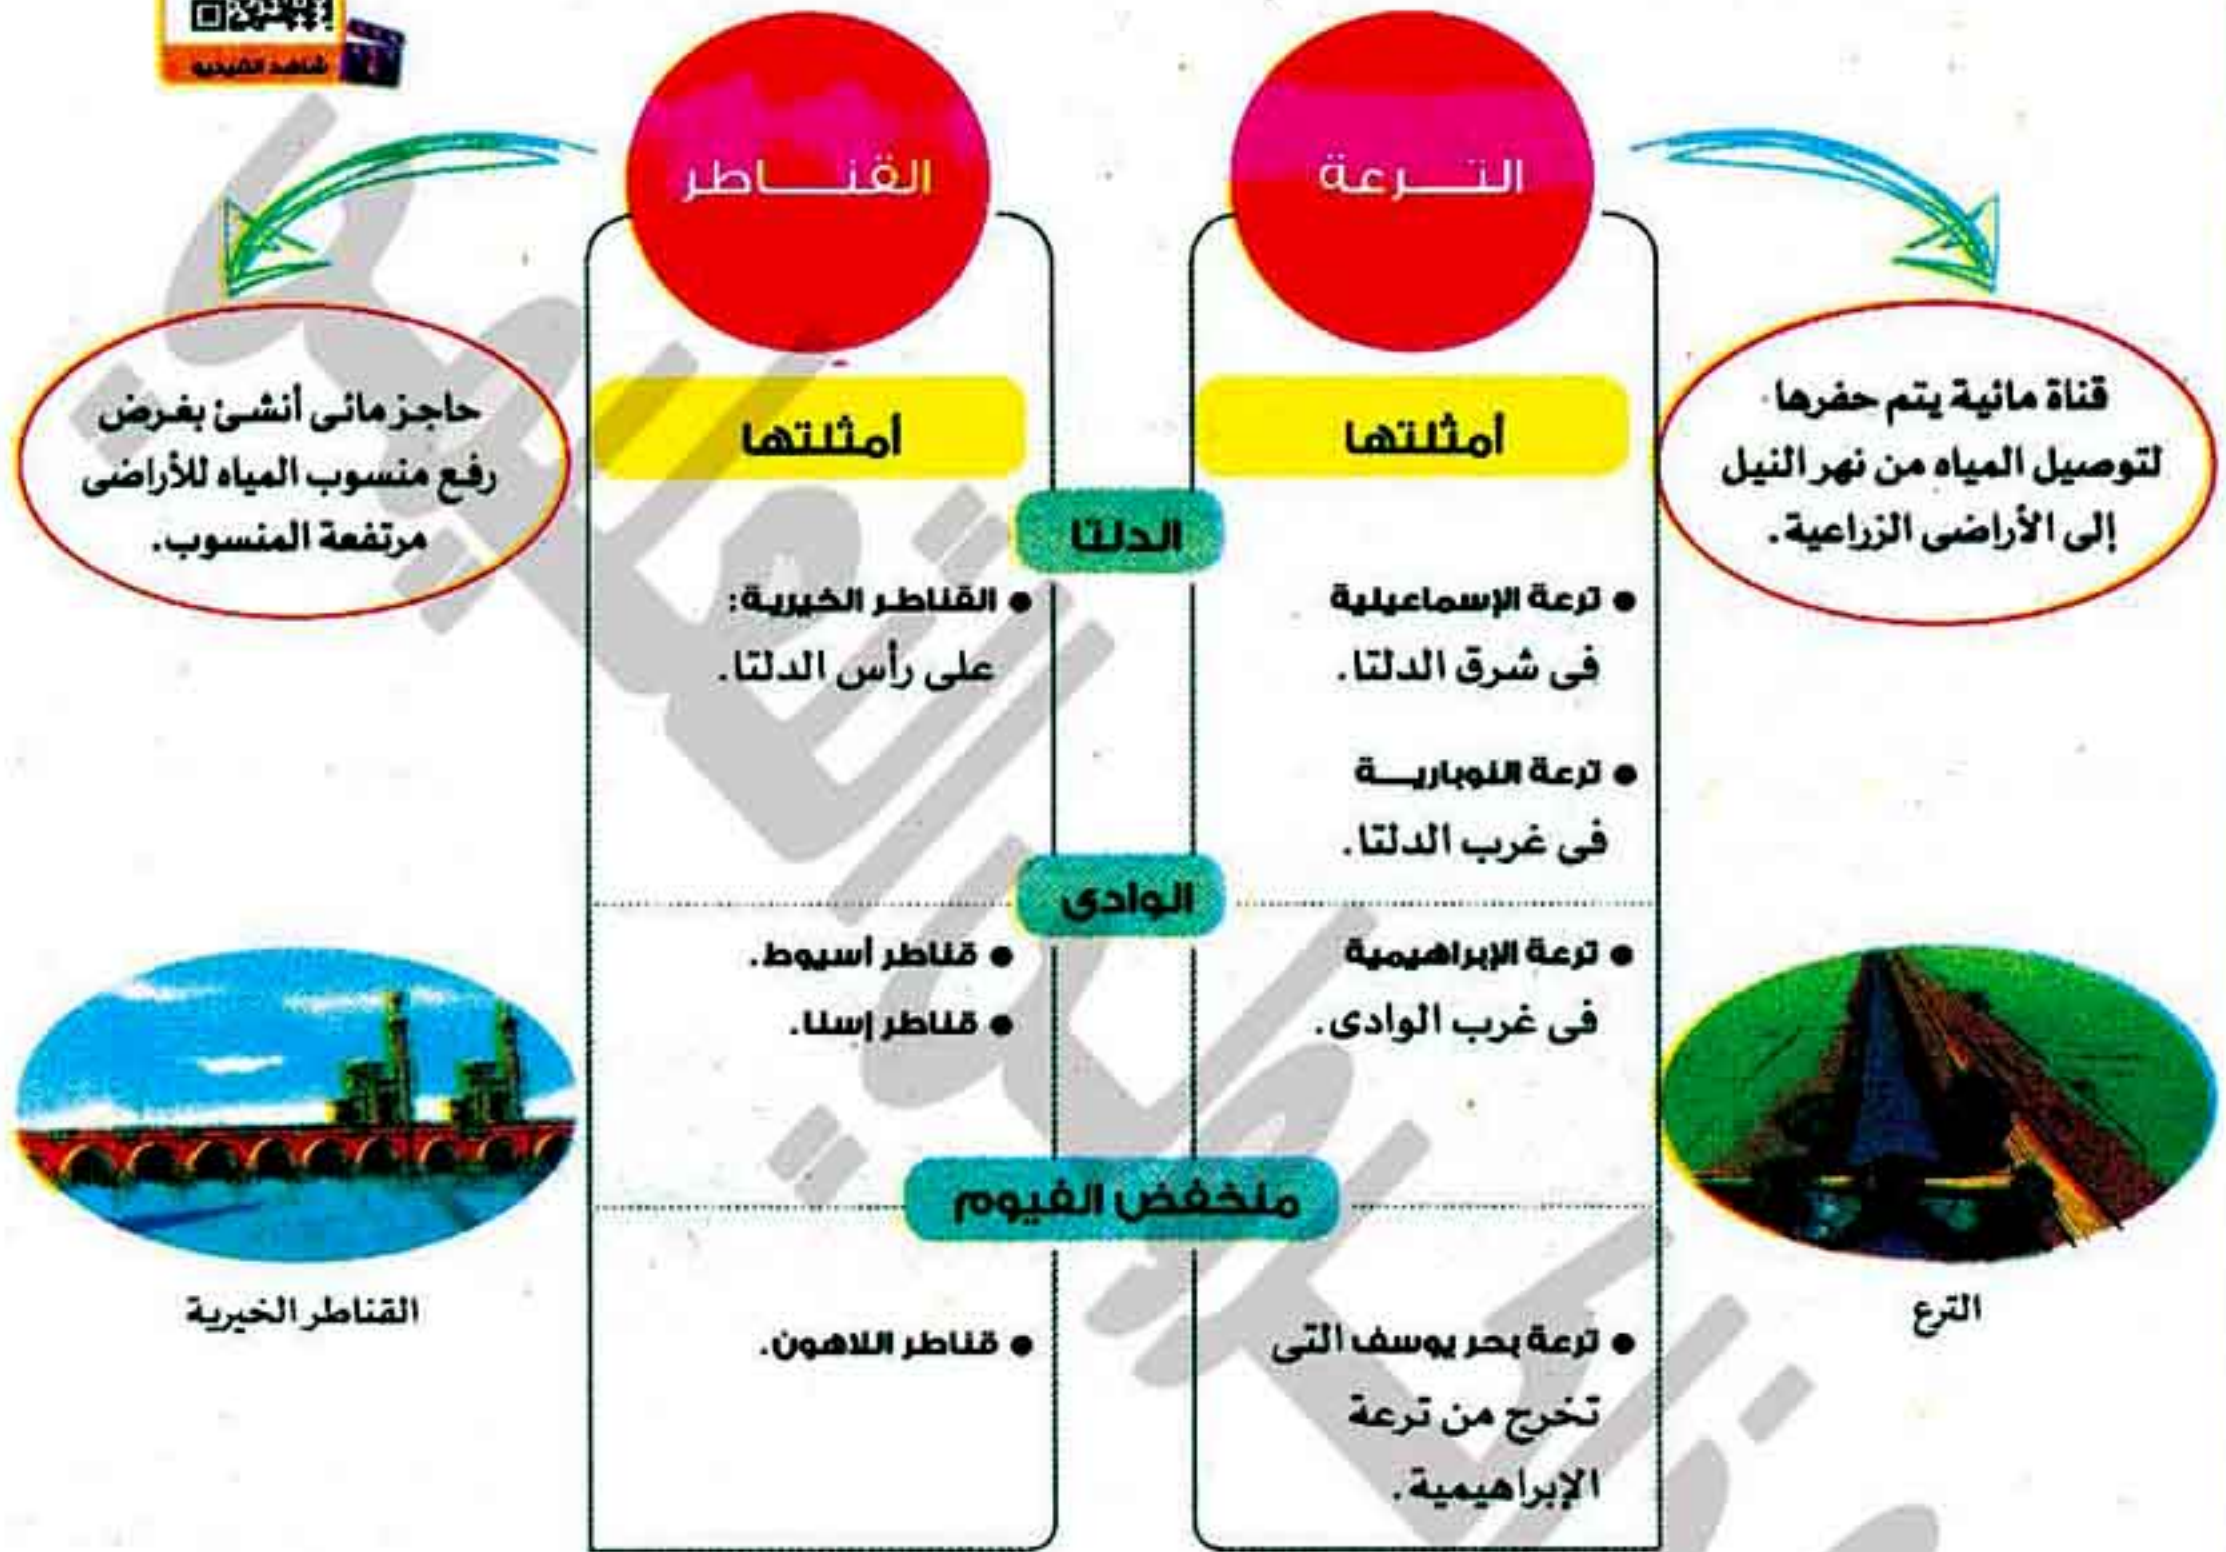 شاهد الفيديو
الترعة
القناطر
قناة مائية يتم حفرها
لتوصيل المياه من نهر النيل
إلى الأراضى الزراعية.
حاجز مائى أنشئ بغرض
رفع منسوب المياه للأراضى
مرتفعة المنسوب.
أمثلتها
أمثلتها
الدلتا
● ترعة الإسماعيلية
فى شرق الدلتا.
● ترعة النوبارية
فى غرب الدلتا.
● القناطر الخيرية:
على رأس الدلتا.
الوادى
● ترعة الإبراهيمية
فى غرب الوادى.
● قناطر أسيوط.
● قناطر إسنا.
منخفض الفيوم
● ترعة بحر يوسف التى
تخرج من ترعة
الإبراهيمية.
● قناطر اللاهون.
الترع
القناطر الخيرية